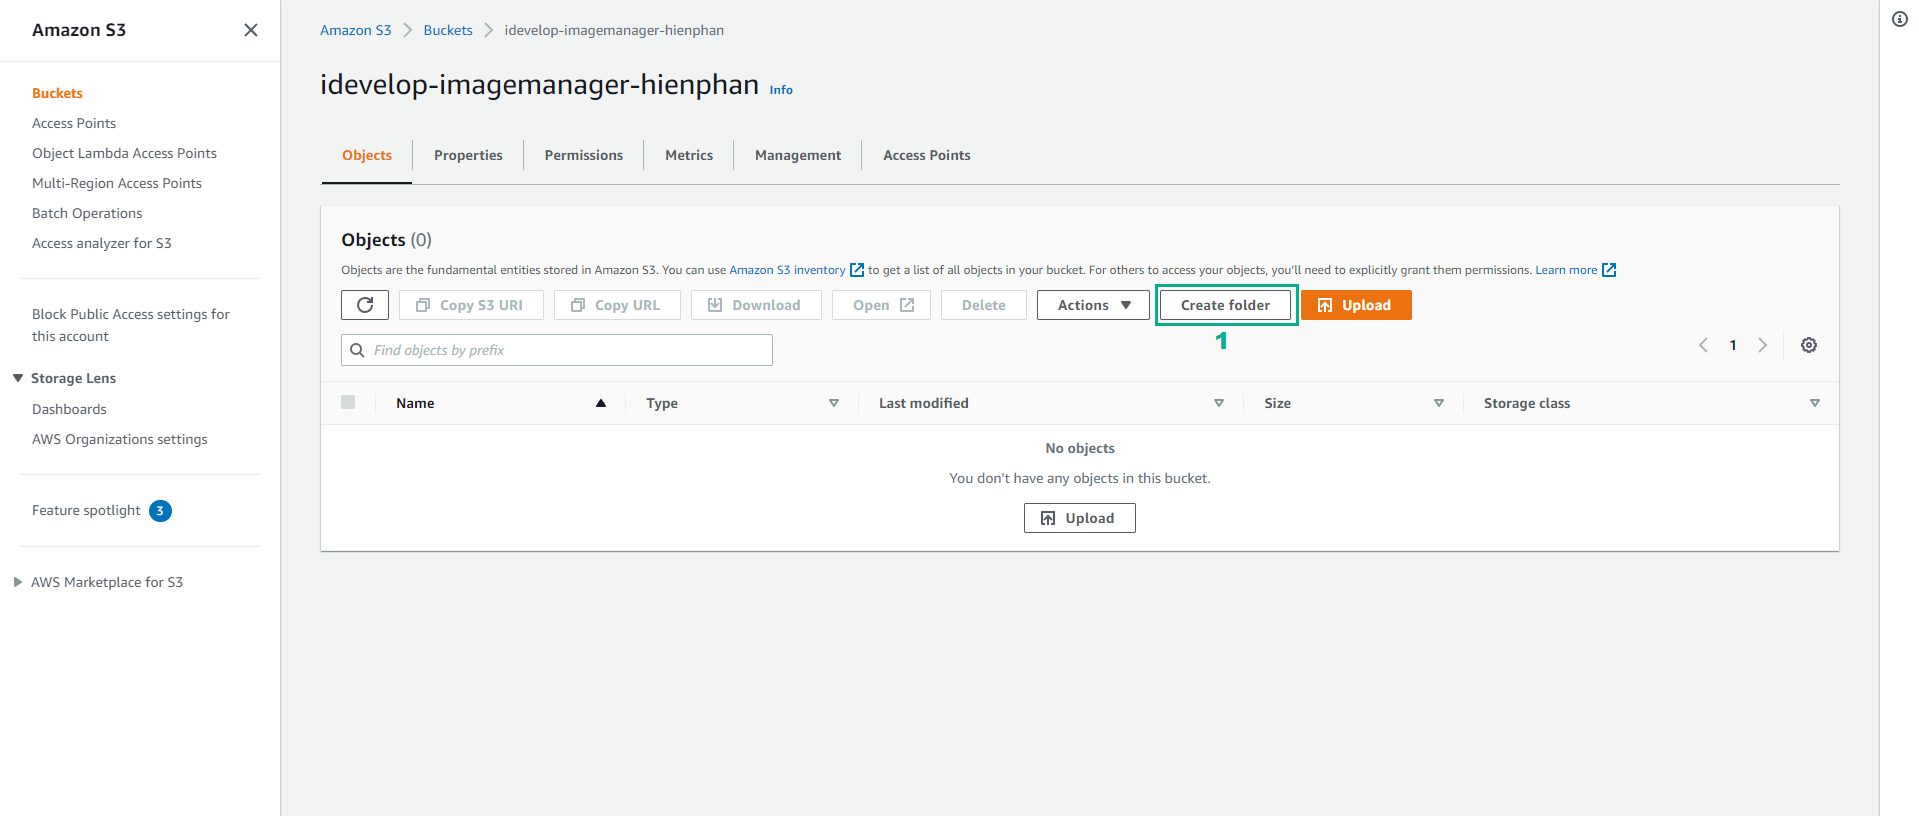 Amazon S3
Buckets
Access Points
Object Lambda Access Points
Multi-Region Access Points
Batch Operations
Access analyzer for S3
Block Public Access settings for
this account
Storage Lens
Dashboards
AWS Organizations settings
Feature spotlight 3
AWS Marketplace for S3
Amazon S3 Buckets idevelop-imagemanager-hienphan
idevelop-imagemanager-hienphan Info
Objects Properties Permissions Metrics Management Access Points
Objects (0)
Objects are the fundamental entities stored in Amazon S3. You can use Amazon S3 inventory to get a list of all objects in your bucket. For others to access your objects, you'll need to explicitly grant them permissions. Learn more
Copy S3 URI Copy URL Download Open Delete Actions Create folder Upload
1
Find objects by prefix 1
Name Type Last modified Size Storage class
No objects
You don't have any objects in this bucket.
Upload